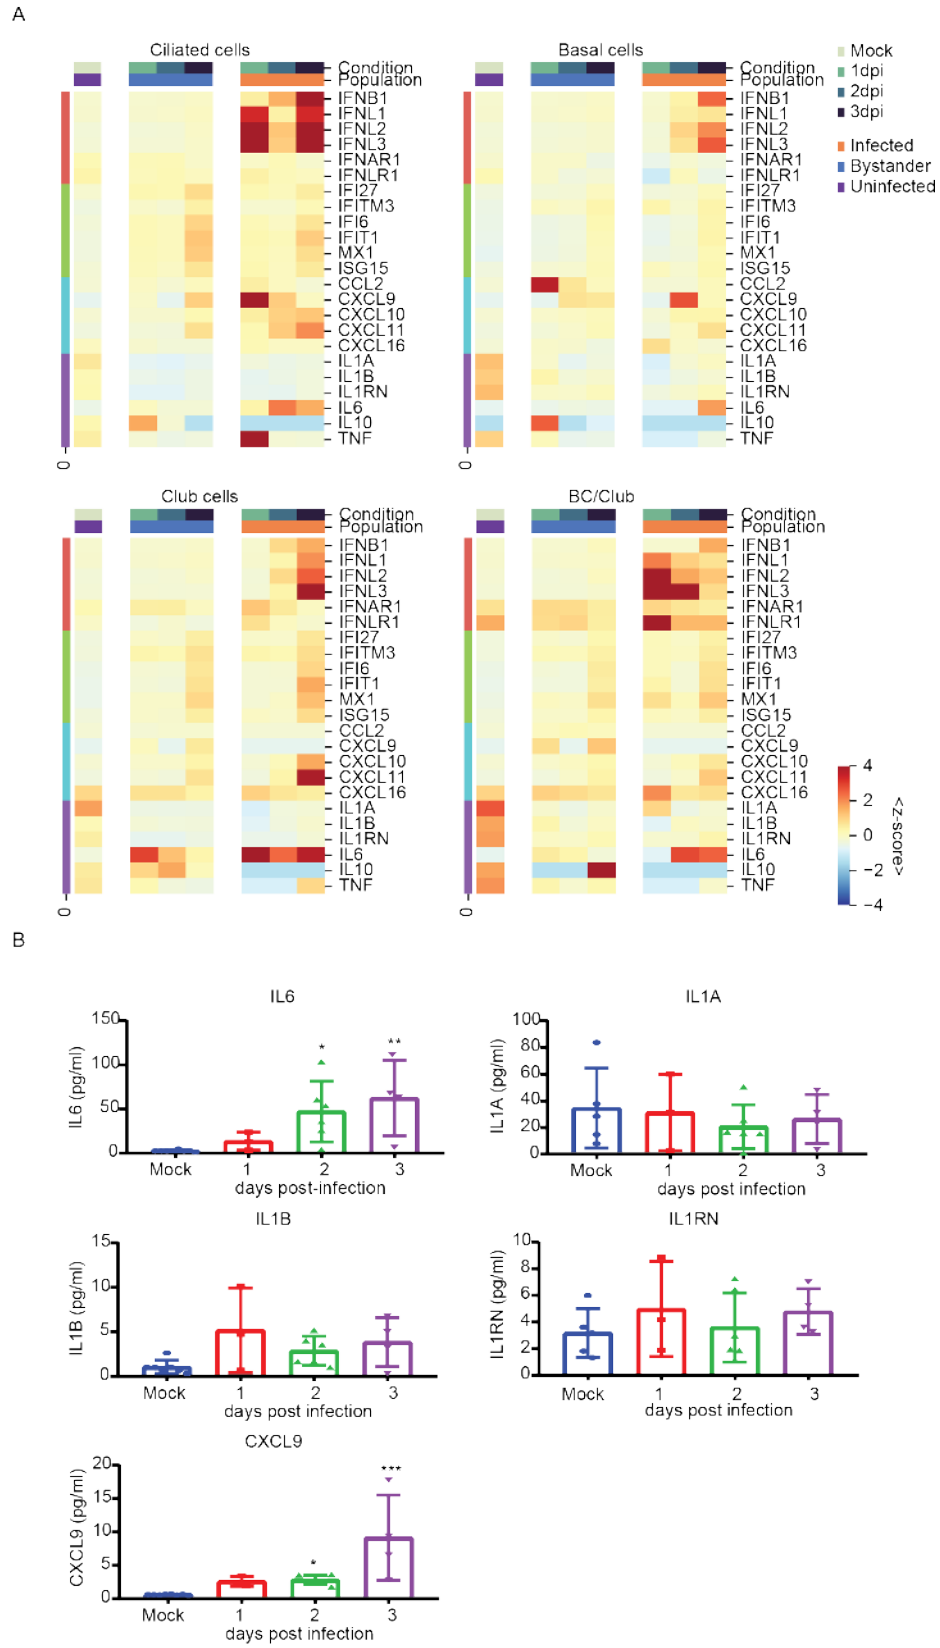 A
Ciliated cells
Condition
Population
IFNB1
IFNL1
IFNL2
IFNL3
IFNAR1
IFNLR1
IFI27
IFITM3
IFI6
IFIT1
MX1
ISG15
CCL2
CXCL9
CXCL10
CXCL11
CXCL16
IL1A
IL1B
IL1RN
IL6
IL10
TNF
0
Basal cells
Condition
Population
IFNB1
IFNL1
IFNL2
IFNL3
IFNAR1
IFNLR1
IFI27
IFITM3
IFI6
IFIT1
MX1
ISG15
CCL2
CXCL9
CXCL10
CXCL11
CXCL16
IL1A
IL1B
IL1RN
IL6
IL10
TNF
0
Mock
1dpi
2dpi
3dpi
Infected
Bystander
Uninfected
Club cells
Condition
Population
IFNB1
IFNL1
IFNL2
IFNL3
IFNAR1
IFNLR1
IFI27
IFITM3
IFI6
IFIT1
MX1
ISG15
CCL2
CXCL9
CXCL10
CXCL11
CXCL16
IL1A
IL1B
IL1RN
IL6
IL10
TNF
0
BC/Club
Condition
Population
IFNB1
IFNL1
IFNL2
IFNL3
IFNAR1
IFNLR1
IFI27
IFITM3
IFI6
IFIT1
MX1
ISG15
CCL2
CXCL9
CXCL10
CXCL11
CXCL16
IL1A
IL1B
IL1RN
IL6
IL10
TNF
0
4
2
0
−2
−4
<z-score>
B
IL6
IL6 (pg/ml)
150
100
50
0
*
**
Mock 1 2 3
days post-infection
IL1A
IL1A (pg/ml)
100
80
60
40
20
0
Mock 1 2 3
days post infection
IL1B
IL1B (pg/ml)
15
10
5
0
Mock 1 2 3
days post infection
IL1RN
IL1RN (pg/ml)
10
8
6
4
2
0
Mock 1 2 3
days post infection
CXCL9
CXCL9 (pg/ml)
20
15
10
5
0
*
***
Mock 1 2 3
days post infection